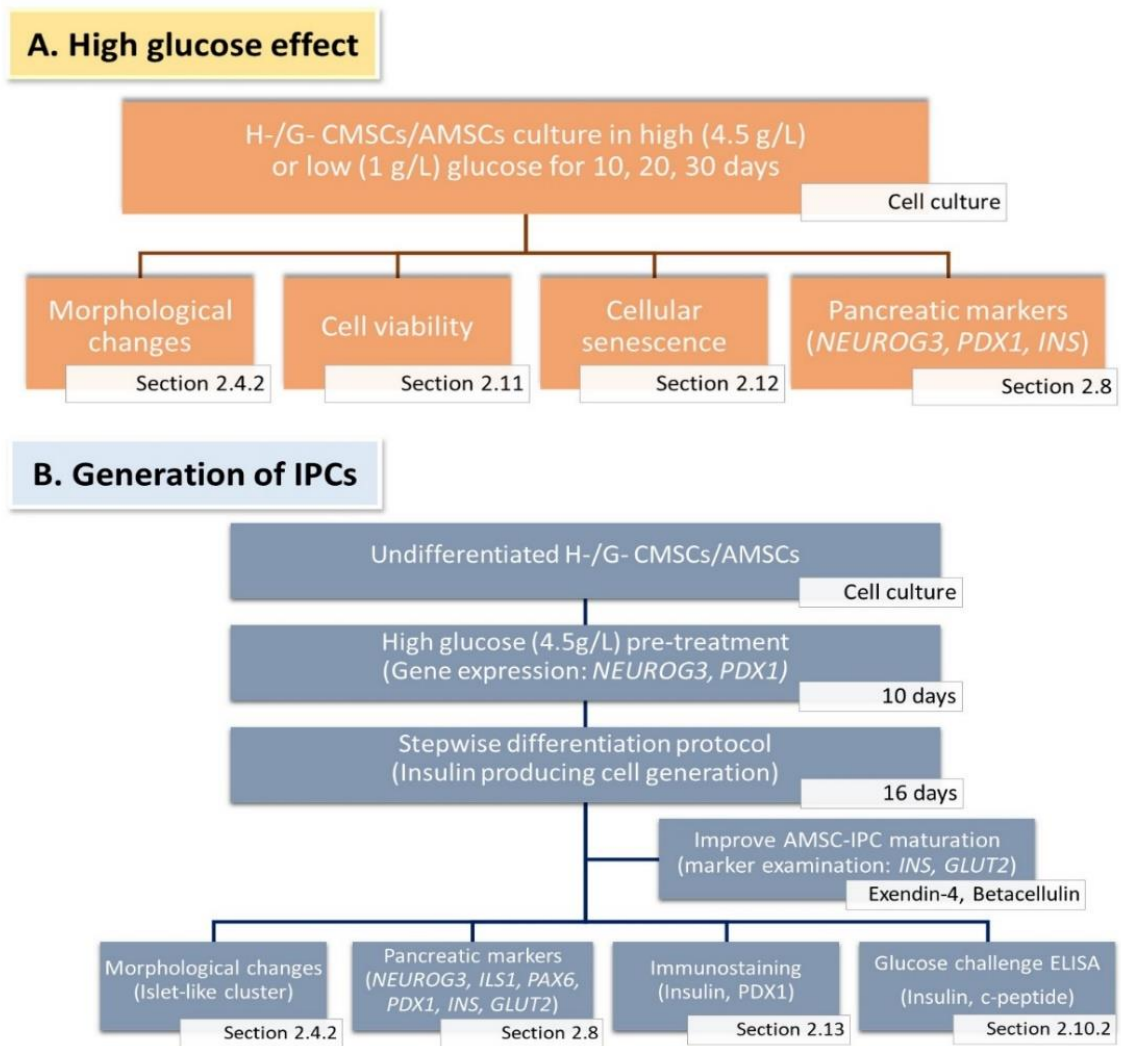 A. High glucose effect
H-/G- CMSCs/AMSCs culture in high (4.5 g/L)
or low (1 g/L) glucose for 10, 20, 30 days
Cell culture
Morphological
changes
Section 2.4.2
Cell viability
Section 2.11
Cellular
senescence
Section 2.12
Pancreatic markers
(NEUROG3, PDX1, INS)
Section 2.8
B. Generation of IPCs
Undifferentiated H-/G- CMSCs/AMSCs
Cell culture
High glucose (4.5g/L) pre-treatment
(Gene expression: NEUROG3, PDX1)
10 days
Stepwise differentiation protocol
(Insulin producing cell generation)
16 days
Improve AMSC-IPC maturation
(marker examination: INS, GLUT2)
Exendin-4, Betacellulin
Morphological changes
(Islet-like cluster)
Section 2.4.2
Pancreatic markers
(NEUROG3, ILS1, PAX6,
PDX1, INS, GLUT2)
Section 2.8
Immunostaining
(Insulin, PDX1)
Section 2.13
Glucose challenge ELISA
(Insulin, c-peptide)
Section 2.10.2